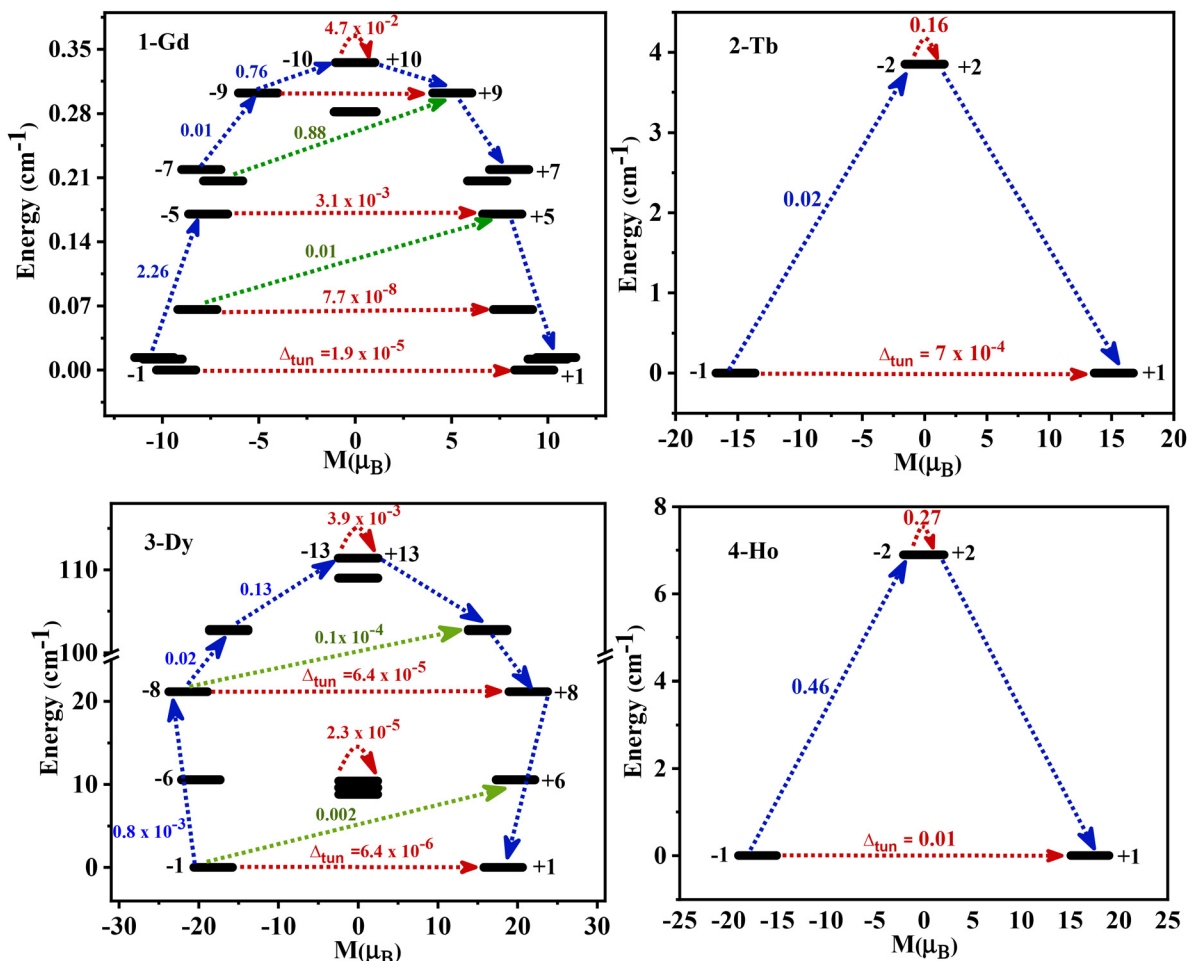 1-Gd
4.7 x 10-2
-10 +10
0.76
-9 +9
0.88
0.01
-7 +7
3.1 x 10-3
-5 +5
0.01
2.26
7.7 x 10-8
Δtun =1.9 x 10-5
-1 +1
0.35
0.28
0.21
0.14
0.07
0.00
Energy (cm-1)
-10 -5 0 5 10
M(μB)
2-Tb
0.16
-2 +2
0.02
Δtun = 7 x 10-4
-1 +1
4
3
2
1
0
Energy (cm-1)
-20 -15 -10 -5 0 5 10 15 20
M(μB)
3-Dy
3.9 x 10-3
-13 +13
0.13
0.1x 10-4
0.02
Δtun =6.4 x 10-5
-8 +8
2.3 x 10-5
-6 +6
0.002
0.8 x 10-3
Δtun =6.4 x 10-6
-1 +1
110
100
20
10
0
Energy (cm-1)
-30 -20 -10 0 10 20 30
M(μB)
4-Ho
0.27
-2 +2
0.46
Δtun = 0.01
-1 +1
8
6
4
2
0
Energy (cm-1)
-25 -20 -15 -10 -5 0 5 10 15 20 25
M(μB)